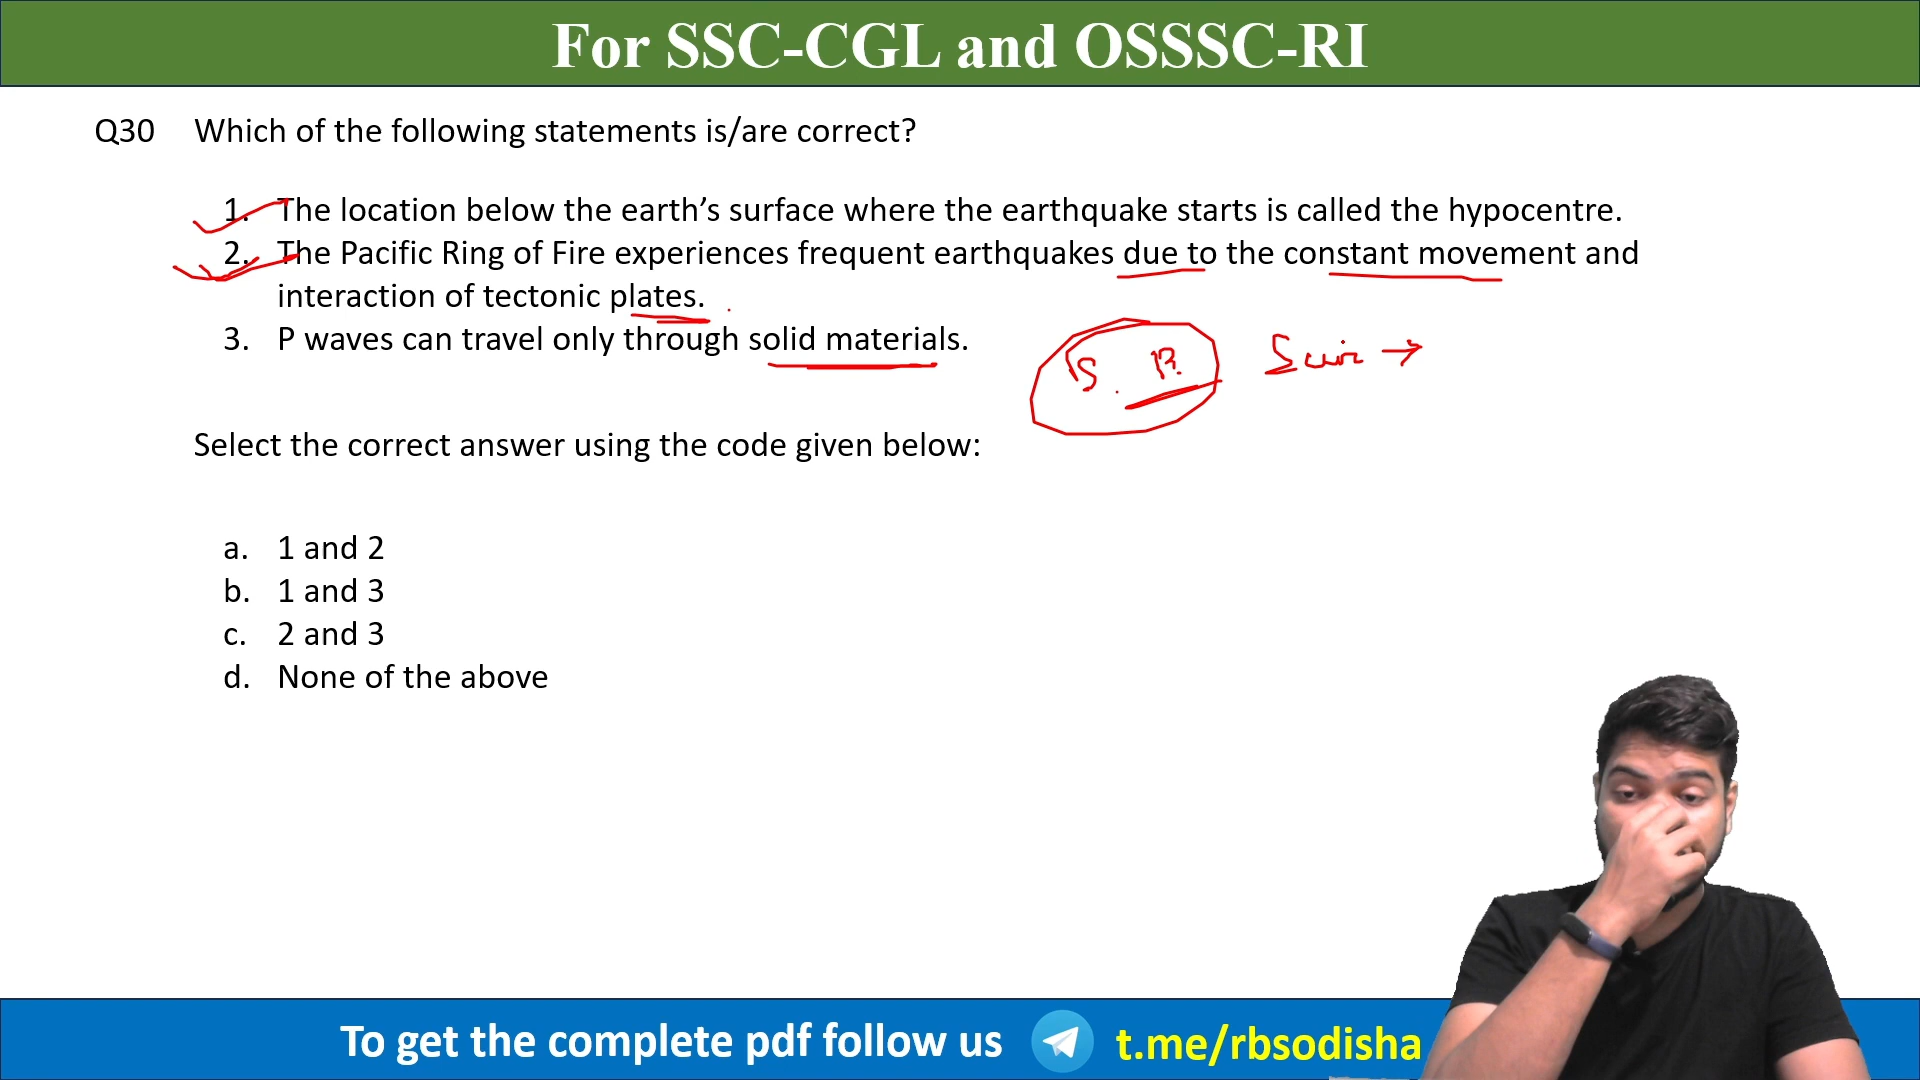 For SSC-CGL and OSSSC-RI
Q30 Which of the following statements is/are correct?
1. The location below the earth’s surface where the earthquake starts is called the hypocentre.
2. The Pacific Ring of Fire experiences frequent earthquakes due to the constant movement and
interaction of tectonic plates.
3. P waves can travel only through solid materials.
S. P.
Select the correct answer using the code given below:
a. 1 and 2
b. 1 and 3
c. 2 and 3
d. None of the above
To get the complete pdf follow us t.me/rbsodisha